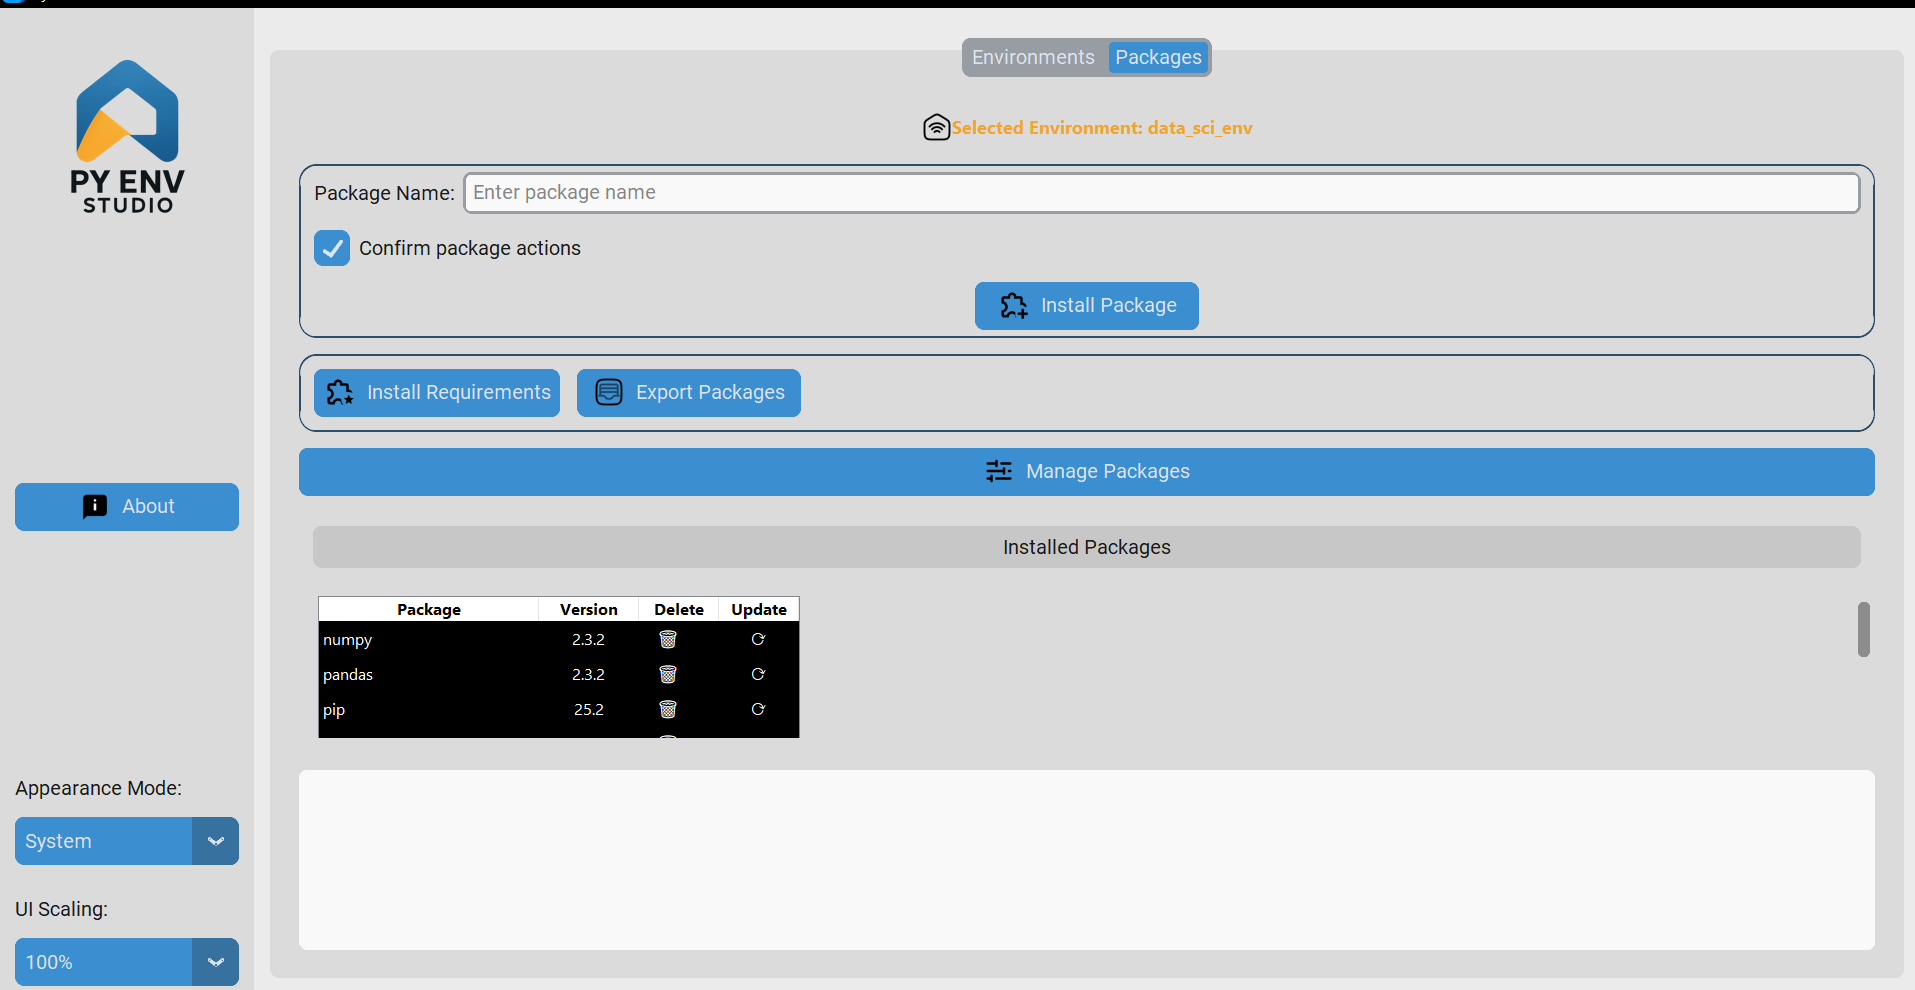 PY ENV
STUDIO
About
Appearance Mode:
System
UI Scaling:
100%
Environments Packages
Selected Environment: data_sci_env
Package Name: Enter package name
Confirm package actions
Install Package
Install Requirements Export Packages
Manage Packages
Installed Packages
Package Version Delete Update
numpy 2.3.2
pandas 2.3.2
pip 25.2